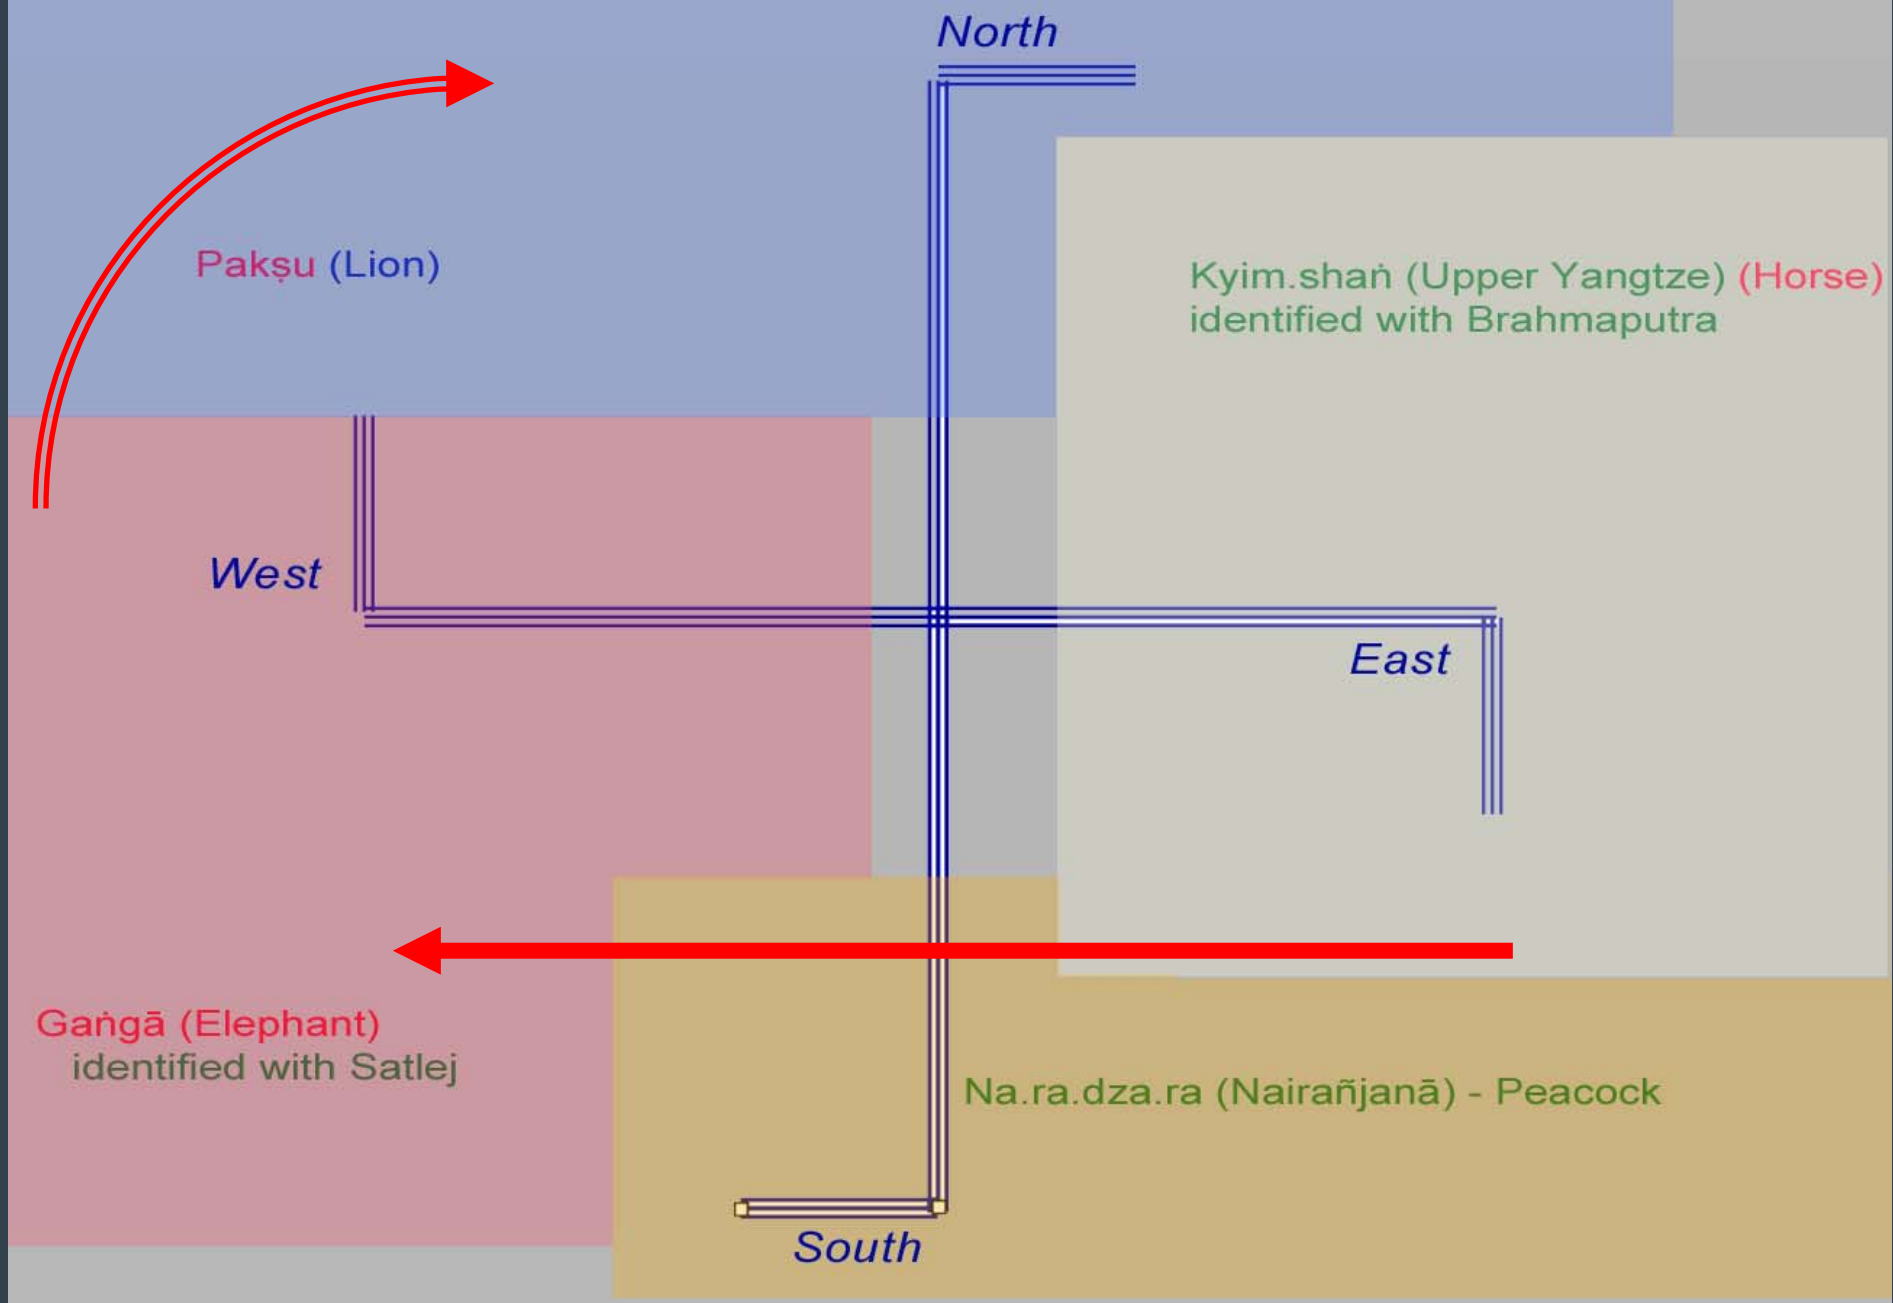 North
Pakṣu (Lion)
Kyim.shaṅ (Upper Yangtze) (Horse)
identified with Brahmaputra
West
East
Gaṅgā (Elephant)
identified with Satlej
Na.ra.dza.ra (Nairañjanā) - Peacock
South